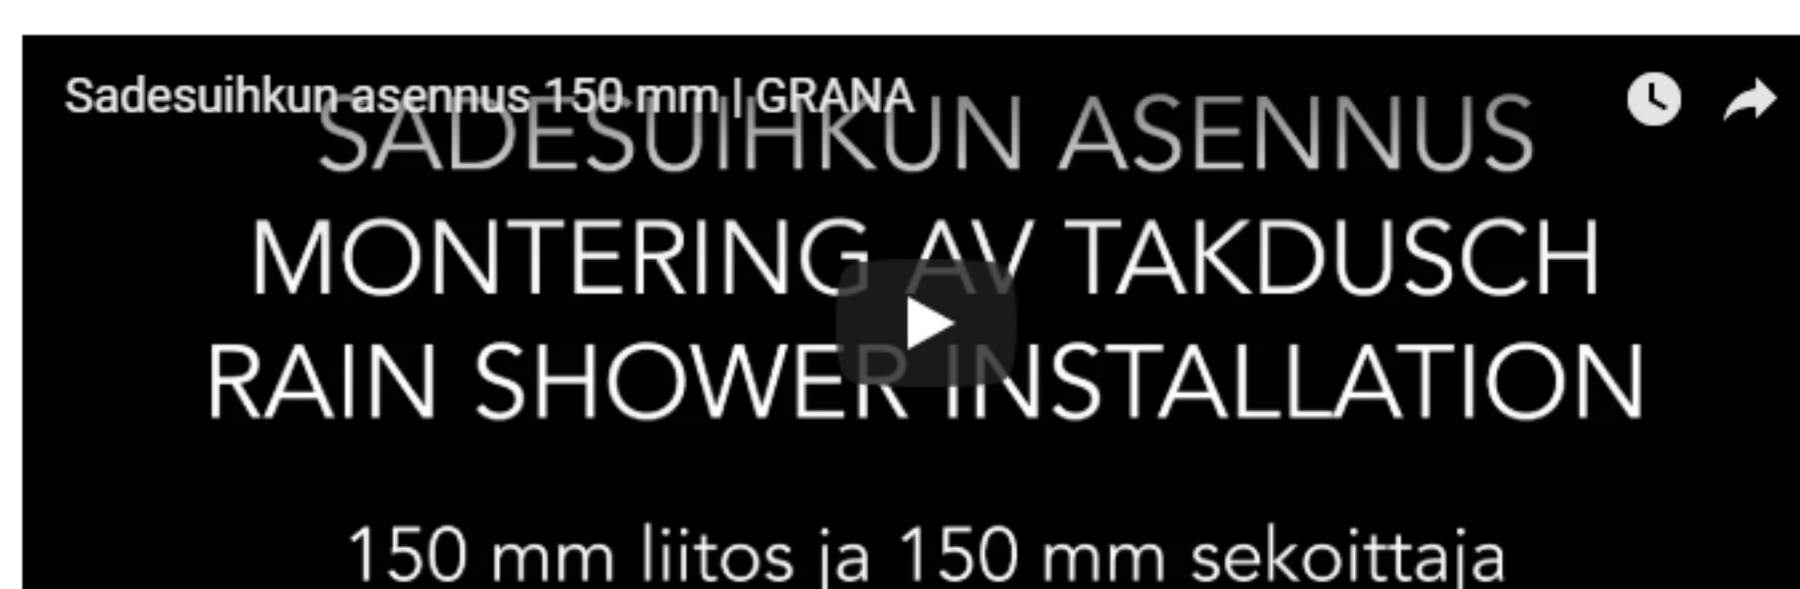 Sadesuihkun asennus 150 mm | GRANA
SADESUIHKUN ASENNUS
MONTERING AV TAKDUSCH
RAIN SHOWER INSTALLATION
150 mm liitos ja 150 mm sekoittaja